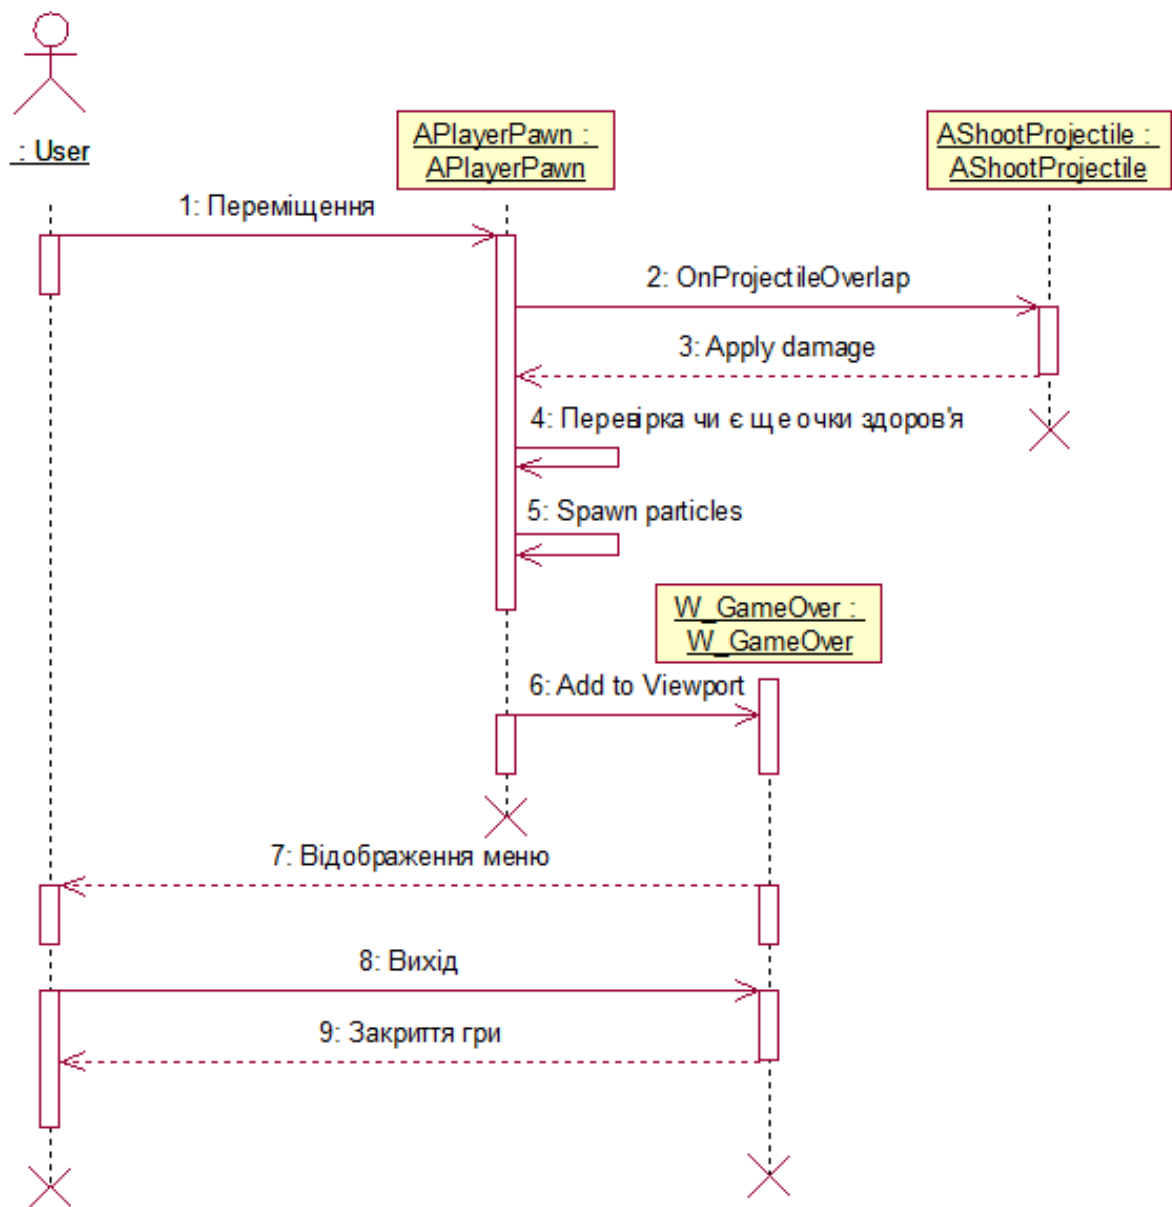 : User
APlayerPawn :
APlayerPawn
AShootProjectile :
AShootProjectile
1: Переміщення
2: OnProjectileOverlap
3: Apply damage
4: Перевірка чи є ще очки здоров'я
5: Spawn particles
W_GameOver :
W_GameOver
6: Add to Viewport
7: Відображення меню
8: Вихід
9: Закриття гри